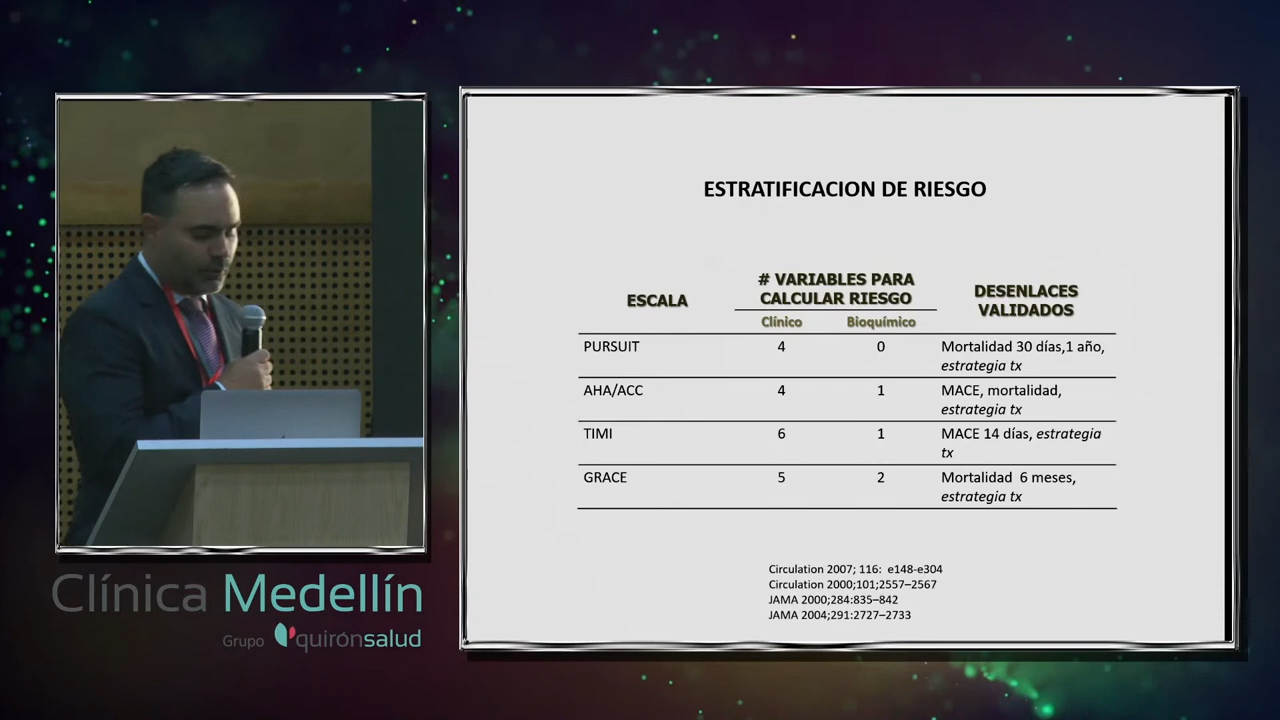 ESTRATIFICACION DE RIESGO
ESCALA
# VARIABLES PARA
CALCULAR RIESGO
DESENLACES
VALIDADOS
Clínico
Bioquímico
PURSUIT 4 0 Mortalidad 30 días,1 año,
estrategia tx
AHA/ACC 4 1 MACE, mortalidad,
estrategia tx
TIMI 6 1 MACE 14 días, estrategia
tx
GRACE 5 2 Mortalidad 6 meses,
estrategia tx
Circulation 2007; 116: e148-e304
Circulation 2000;101;2557–2567
JAMA 2000;284:835–842
JAMA 2004;291:2727–2733
Clínica Medellín
Grupo quirónsalud